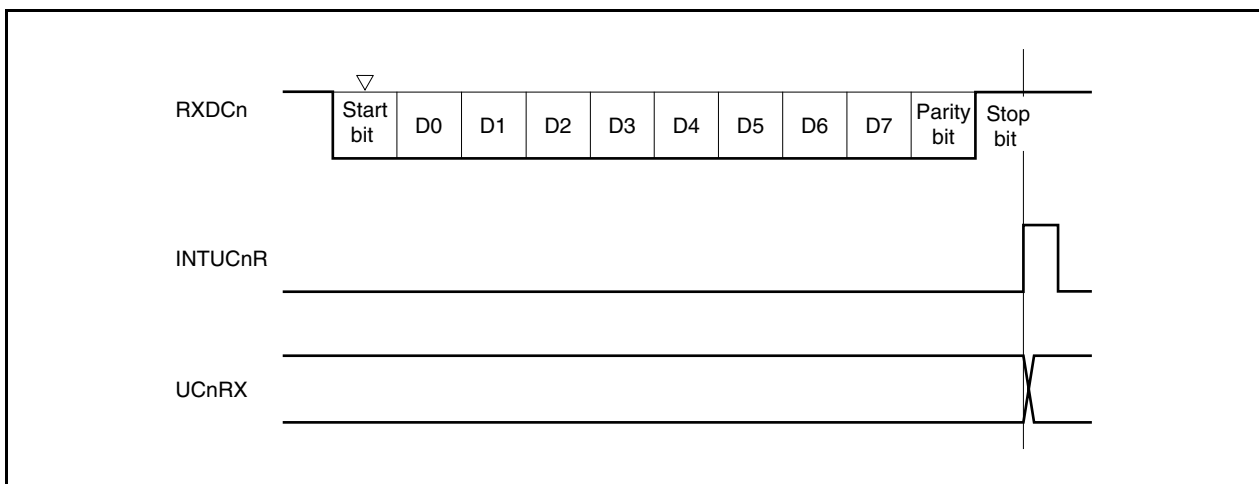 RXDCn
Start
bit
D0
D1
D2
D3
D4
D5
D6
D7
Parity
bit
Stop
bit
INTUCnR
UCnRX